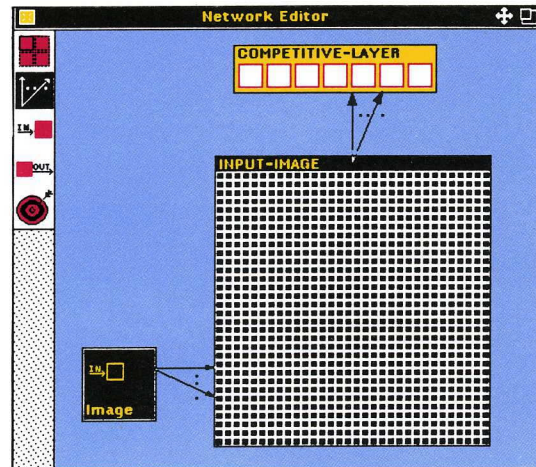 Network Editor
COMPETITIVE-LAYER
IN
OUT
INPUT-IMAGE
IN
Image